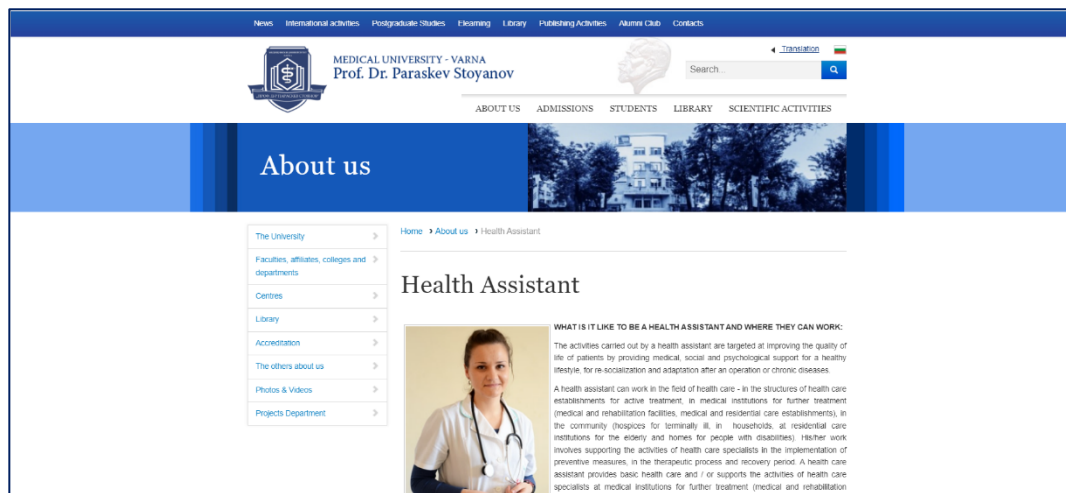 News International activities Postgraduate Studies Elearning Library Publishing Activities Alumni Club Contacts
Translation
MEDICAL UNIVERSITY - VARNA
Prof. Dr. Paraskev Stoyanov
Search...
ABOUT US ADMISSIONS STUDENTS LIBRARY SCIENTIFIC ACTIVITIES
About us
The University
Faculties, affiliates, colleges and
departments
Centres
Library
Accreditation
The others about us
Photos & Videos
Projects Department
Home › About us › Health Assistant
Health Assistant
WHAT IS IT LIKE TO BE A HEALTH ASSISTANT AND WHERE THEY CAN WORK:
The activities carried out by a health assistant are targeted at improving the quality of
life of patients by providing medical, social and psychological support for a healthy
lifestyle, for re-socialization and adaptation after an operation or chronic diseases.
A health assistant can work in the field of health care - in the structures of health care
establishments for active treatment, in medical institutions for further treatment
(medical and rehabilitation facilities, medical and residential care establishments), in
the community (hospices for terminally ill, in households, at residential care
institutions for the elderly and homes for people with disabilities). His/her work
involves supporting the activities of health care specialists in the implementation of
preventive measures, in the therapeutic process and recovery period. A health care
assistant provides basic health care and / or supports the activities of health care
specialists at medical institutions for further treatment (medical and rehabilitation